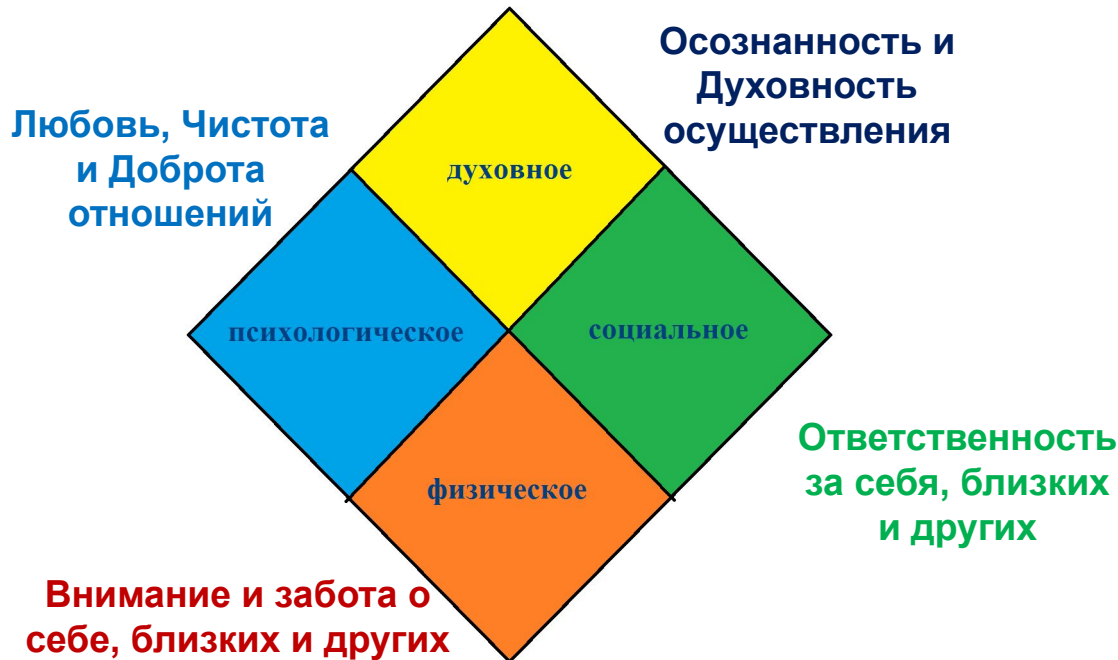 Осознанность и
Духовность
осуществления
Любовь, Чистота
и Доброта
отношений
духовное
психологическое
социальное
Ответственность
за себя, близких
и других
физическое
Внимание и забота о
себе, близких и других